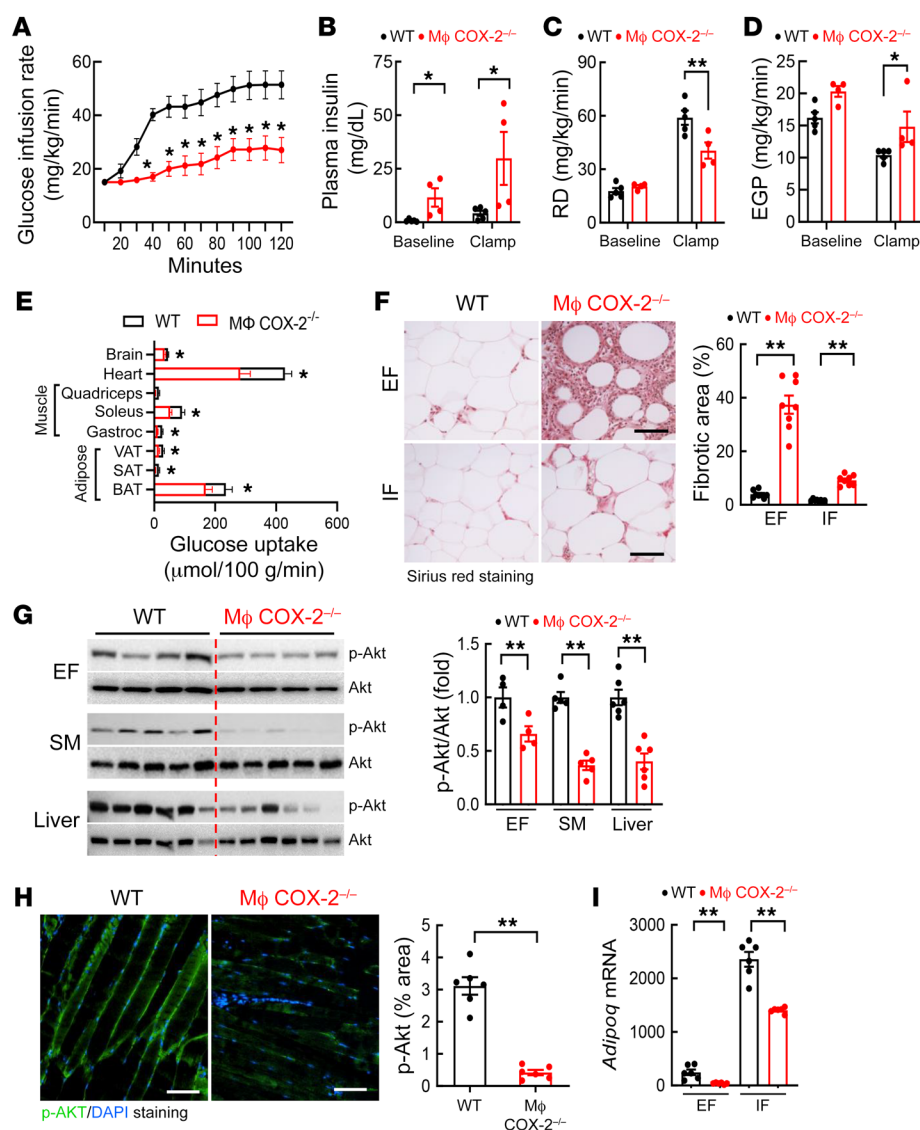 A
Glucose infusion rate
(mg/kg/min)
60
40
20
0
20
40
60
80
100
120
Minutes
*
*
*
*
*
*
*
*
*
B
WT Mφ COX-2–/–
Plasma insulin
(mg/dL)
75
50
25
0
*
*
Baseline
Clamp
C
RD (mg/kg/min)
100
80
60
40
20
0
**
Baseline
Clamp
D
WT Mφ COX-2–/–
EGP (mg/kg/min)
25
20
15
10
5
0
*
Baseline
Clamp
E
WT
MΦ COX-2-/-
Brain
Heart
Quadriceps
Soleus
Gastroc
VAT
SAT
BAT
Muscle
Adipose
*
*
*
*
*
*
*
0
200
400
600
Glucose uptake
(μmol/100 g/min)
F
WT
Mφ COX-2–/–
EF
IF
Sirius red staining
WT Mφ COX-2–/–
Fibrotic area (%)
60
40
20
0
**
**
EF
IF
G
WT
Mφ COX-2–/–
EF
p-Akt
Akt
SM
p-Akt
Akt
Liver
p-Akt
Akt
WT Mφ COX-2–/–
p-Akt/Akt (fold)
1.5
1.0
0.5
0.0
**
**
**
EF
SM
Liver
H
WT
Mφ COX-2–/–
p-AKT/DAPI staining
p-Akt (% area)
5
4
3
2
1
0
**
WT
Mφ
COX-2–/–
I
WT Mφ COX-2–/–
Adipoq mRNA
3000
2000
1000
0
**
**
EF
IF